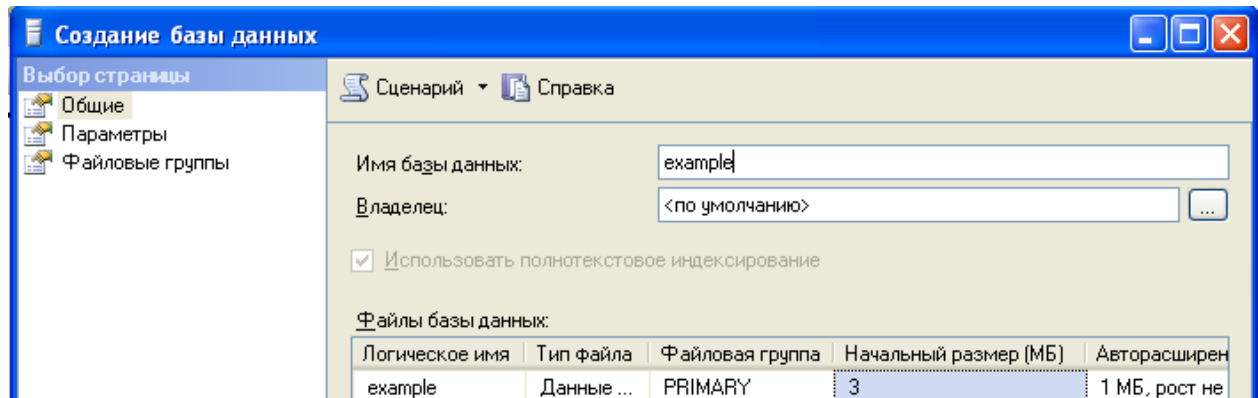 Создание базы данных
Выбор страницы
Общие
Параметры
Файловые группы
Сценарий Справка
Имя базы данных: example
Владелец: <по умолчанию> ...
Использовать полнотекстовое индексирование
Файлы базы данных:
Логическое имя Тип файла Файловая группа Начальный размер (МБ) Авторасширен
example Данные ... PRIMARY 3 1 МБ, рост не